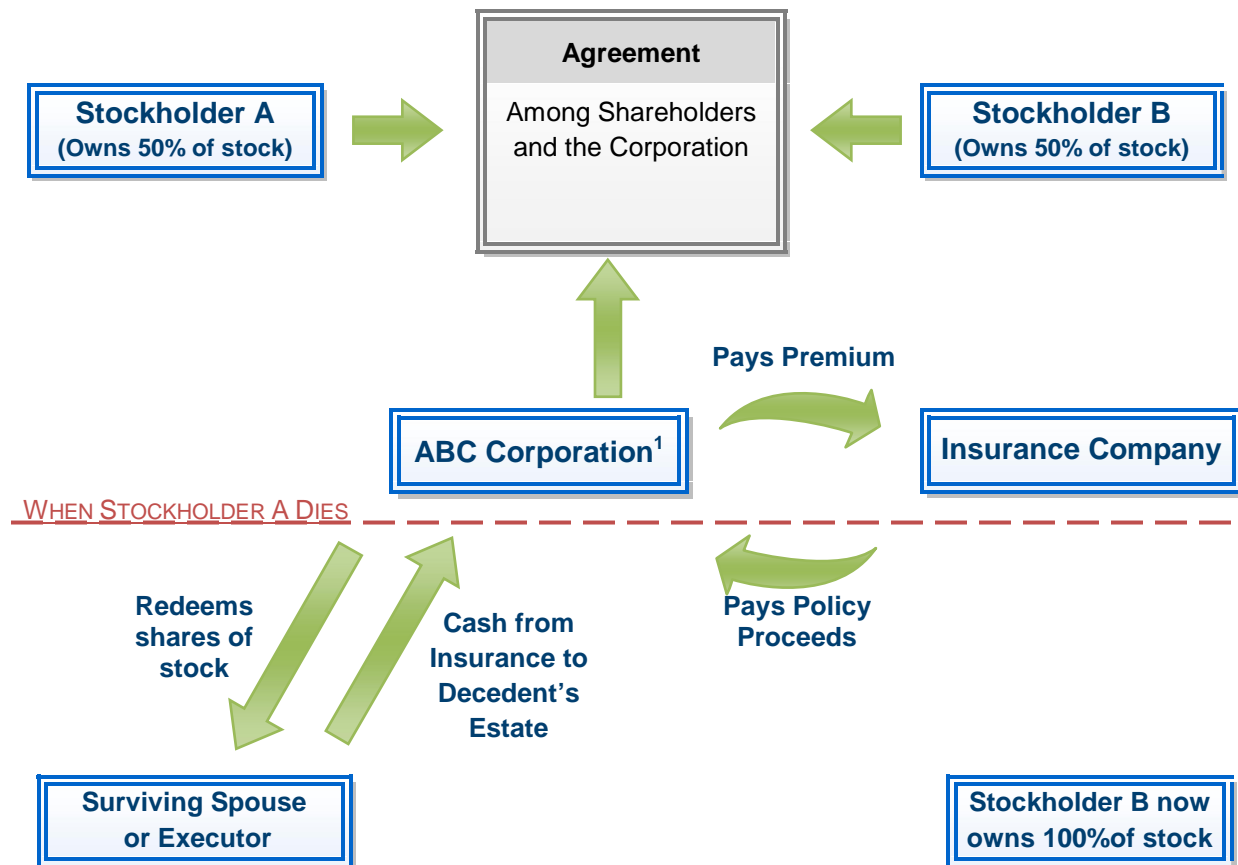 Agreement
Among Shareholders
and the Corporation
Stockholder A
(Owns 50% of stock)
Stockholder B
(Owns 50% of stock)
Pays Premium
ABC Corporation¹
Insurance Company
WHEN STOCKHOLDER A DIES
Redeems
shares of
stock
Cash from
Insurance to
Decedent's
Estate
Pays Policy
Proceeds
Surviving Spouse
or Executor
Stockholder B now
owns 100%of stock